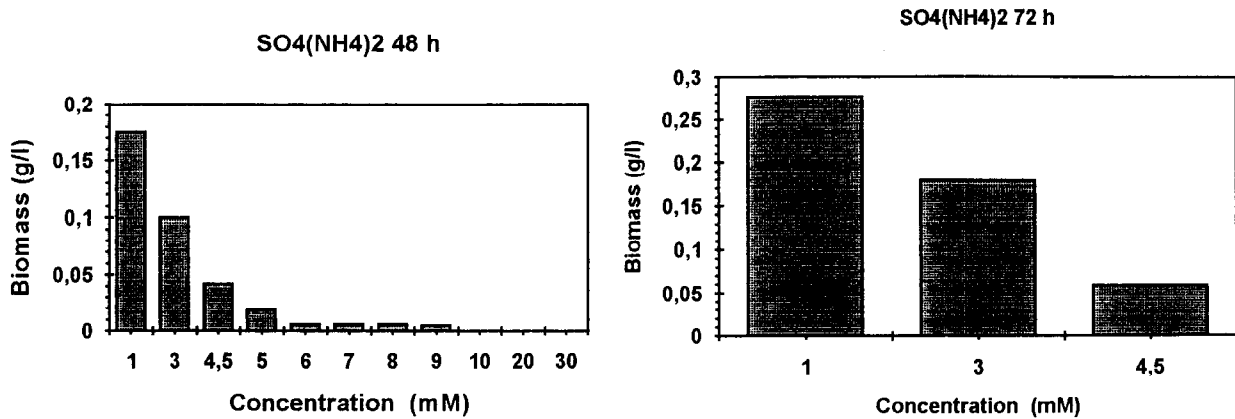 SO4(NH4)2 48 h
Biomass (g/l)
0,2
0,15
0,1
0,05
0
1 3 4,5 5 6 7 8 9 10 20 30
Concentration (mM)
SO4(NH4)2 72 h
Biomass (g/l)
0,3
0,25
0,2
0,15
0,1
0,05
0
1 3 4,5
Concentration (mM)